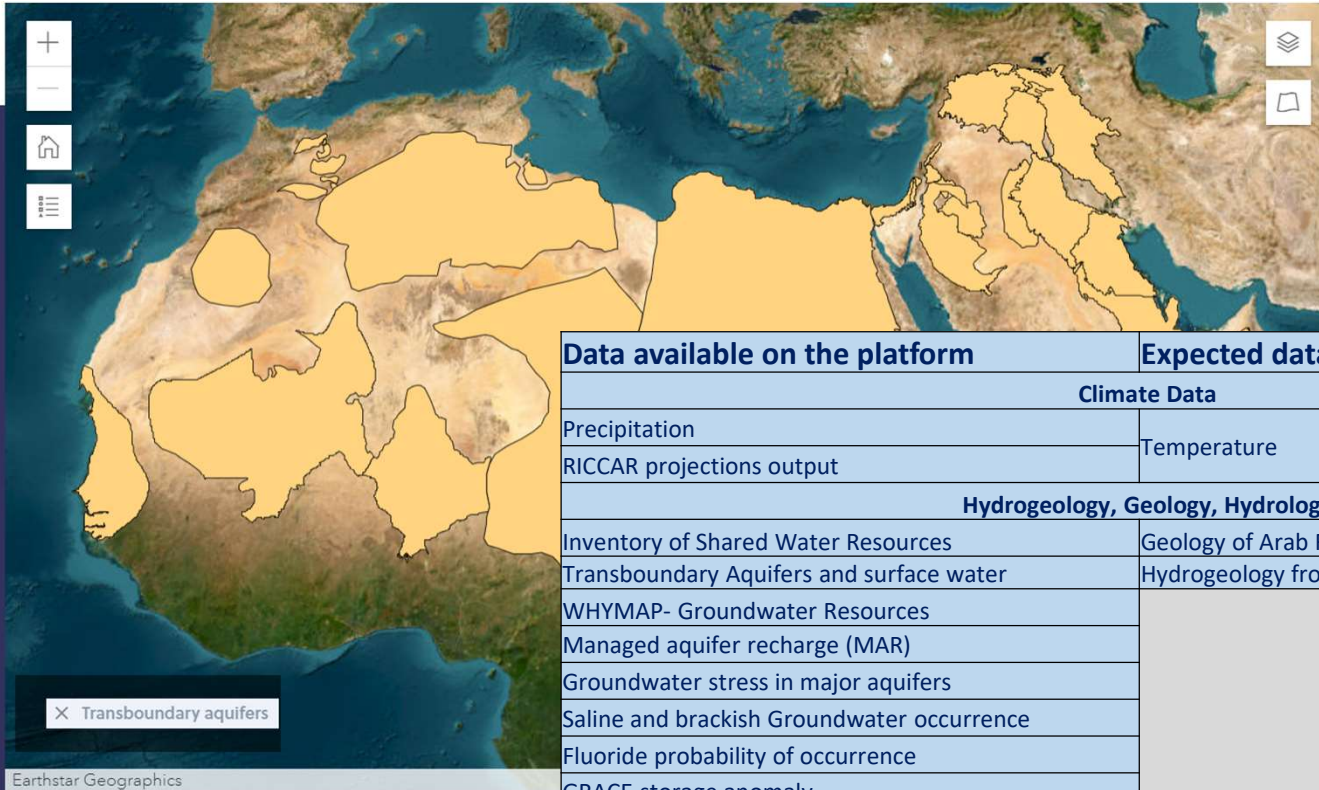 Data available on the platform
Expected data
Climate Data
Precipitation
Temperature
RICCAR projections output
Hydrogeology, Geology, Hydrolog
Inventory of Shared Water Resources
Geology of Arab
Transboundary Aquifers and surface water
Hydrogeology fro
WHYMAP- Groundwater Resources
Managed aquifer recharge (MAR)
Groundwater stress in major aquifers
Saline and brackish Groundwater occurrence
Fluoride probability of occurrence
GRACE storage anomaly
× Transboundary aquifers
Earthstar Geographics